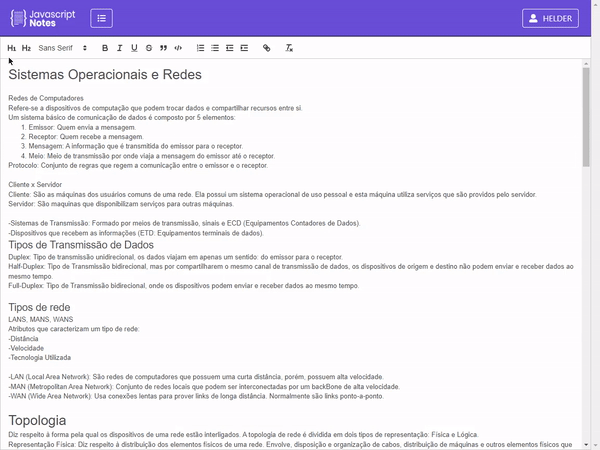 Javascript
Notes
HELDER
H1 H2 Sans Serif B I U S
Sistemas Operacionais e Redes
Redes de Computadores
Refere-se a dispositivos de computação que podem trocar dados e compartilhar recursos entre si.
Um sistema básico de comunicação de dados é composto por 5 elementos:
1. Emissor: Quem envia a mensagem.
2. Receptor: Quem recebe a mensagem.
3. Mensagem: A informação que é transmitida do emissor para o receptor.
4. Meio: Meio de transmissão por onde viaja a mensagem do emissor até o receptor.
Protocolo: Conjunto de regras que regem a comunicação entre o emissor e o receptor.
Cliente x Servidor
Cliente: São as máquinas dos usuários comuns de uma rede. Ela possui um sistema operacional de uso pessoal e esta máquina utiliza serviços que são providos pelo servidor.
Servidor: São maquinas que disponibilizam serviços para outras máquinas.
-Sistemas de Transmissão: Formado por meios de transmissão, sinais e ECD (Equipamentos Contadores de Dados).
-Dispositivos que recebem as informações (ETD. Equipamentos terminais de dados).
Tipos de Transmissão de Dados
Duplex: Tipo de transmissão unidirecional, os dados viajam em apenas um sentido: do emissor para o receptor.
Half-Duplex: Tipo de Transmissão bidirecional, mas por compartilharem o mesmo canal de transmissão de dados, os dispositivos de origem e destino não podem enviar e receber dados ao
mesmo tempo.
Full-Duplex: Tipo de Transmissão bidirecional, onde os dispositivos podem enviar e receber dados ao mesmo tempo.
Tipos de rede
LANS, MANS, WANS
Atributos que caracterizam um tipo de rede:
-Distância
-Velocidade
-Tecnologia Utilizada
-LAN (Local Area Network): São redes de computadores que possuem uma curta distância, porém, possuem alta velocidade.
-MAN (Metropolitan Area Network): Conjunto de redes locais que podem ser interconectadas por um backBone de alta velocidade.
-WAN (Wide Area Network): Usa conexões lentas para prover links de longa distância. Normalmente são links ponto-a-ponto.
Topologia
Diz respeito á forma pela qual os dispositivos de uma rede estão interligados. A topologia de rede é dividida em dois tipos de representação: Física e Lógica.
Representação Física: Diz respeito á distribuição dos elementos físicos de uma rede. Envolve, disposição e organização de cabos, distribuição de máquinas e outros elementos físicos que